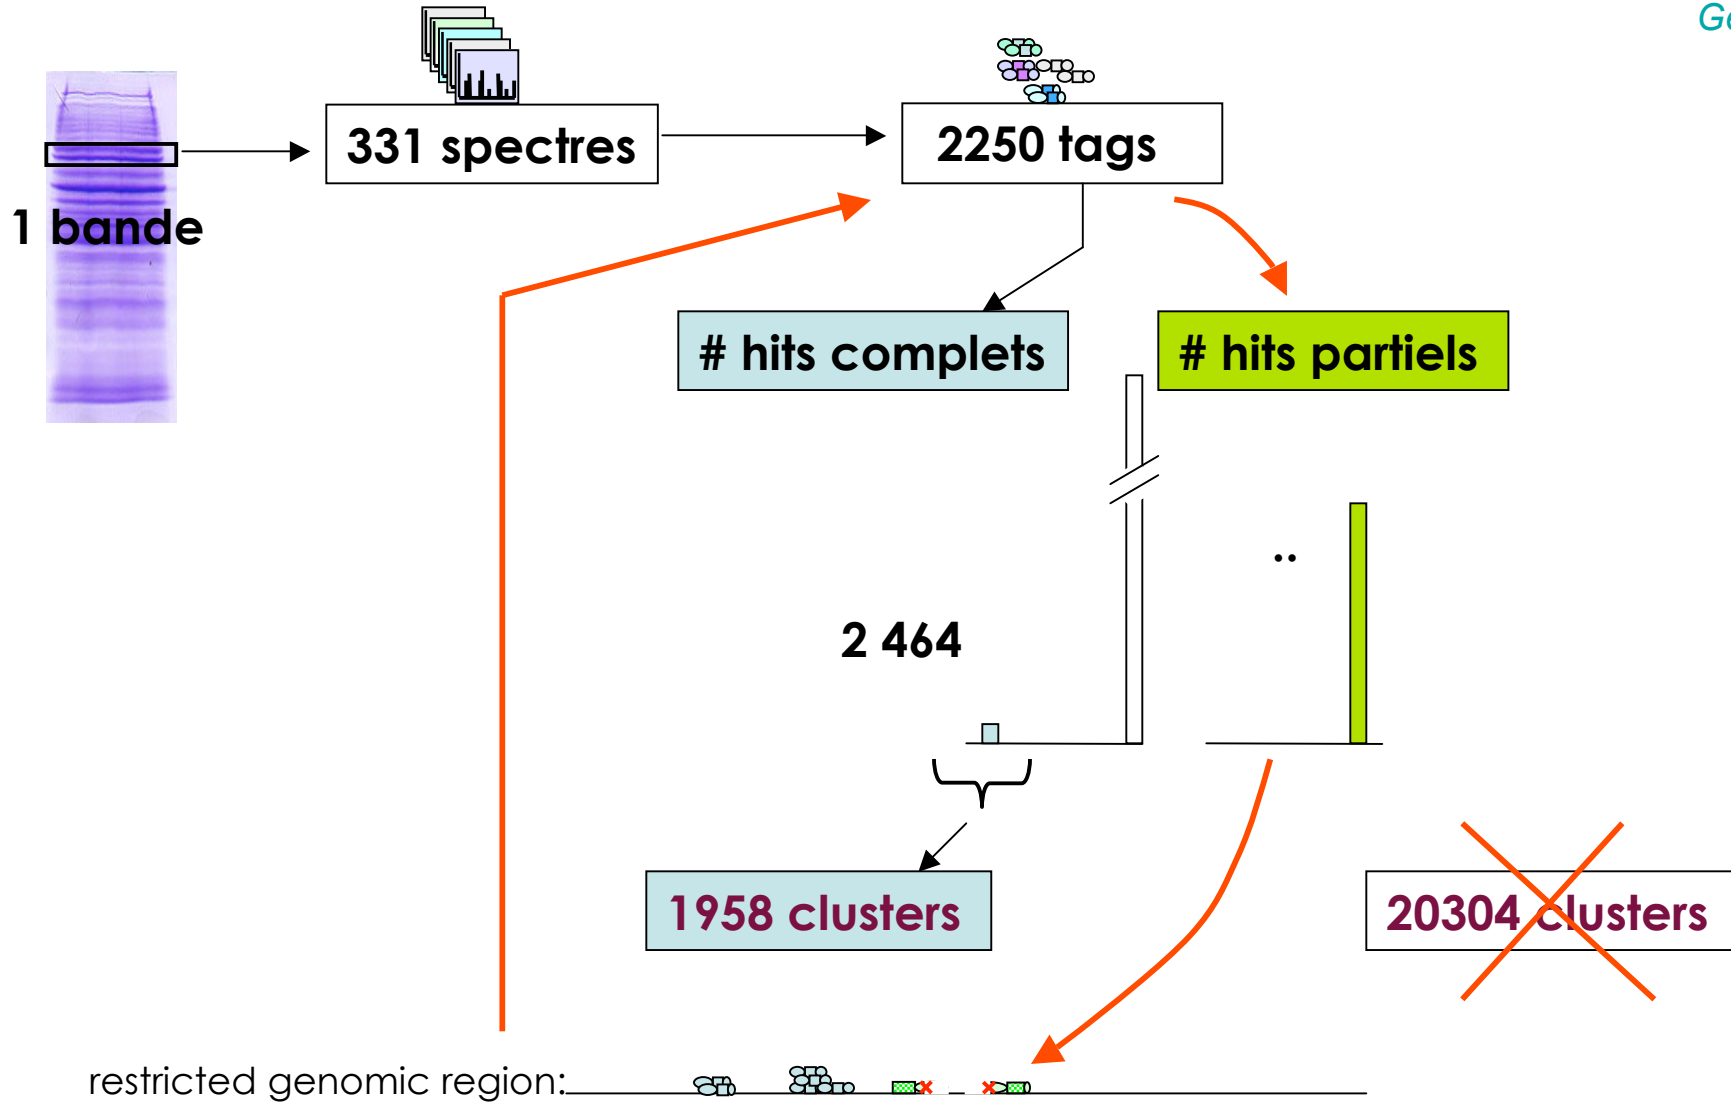 Ge
331 spectres
2250 tags
1 bande
# hits complets
# hits partiels
..
2 464
1958 clusters
20304 clusters
restricted genomic region: